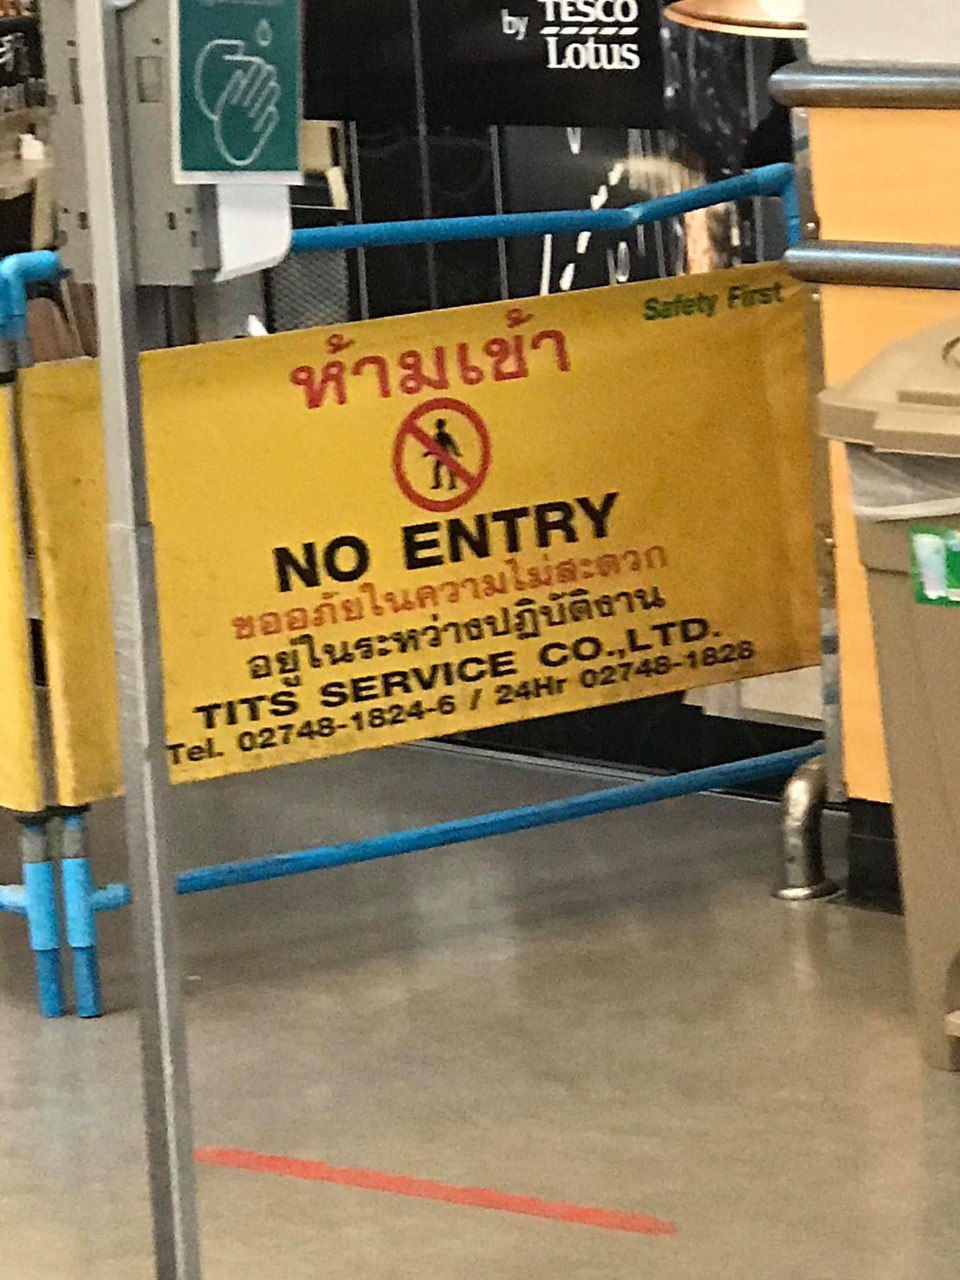 by TESCO
Lotus
Safety First
ห้ามเข้า
NO ENTRY
ขออภัยในความไม่สะดวก
อยู่ในระหว่างปฏิบัติงาน
TITS SERVICE CO.,LTD.
Tel. 02748-1824-6 / 24Hr 02748-1828